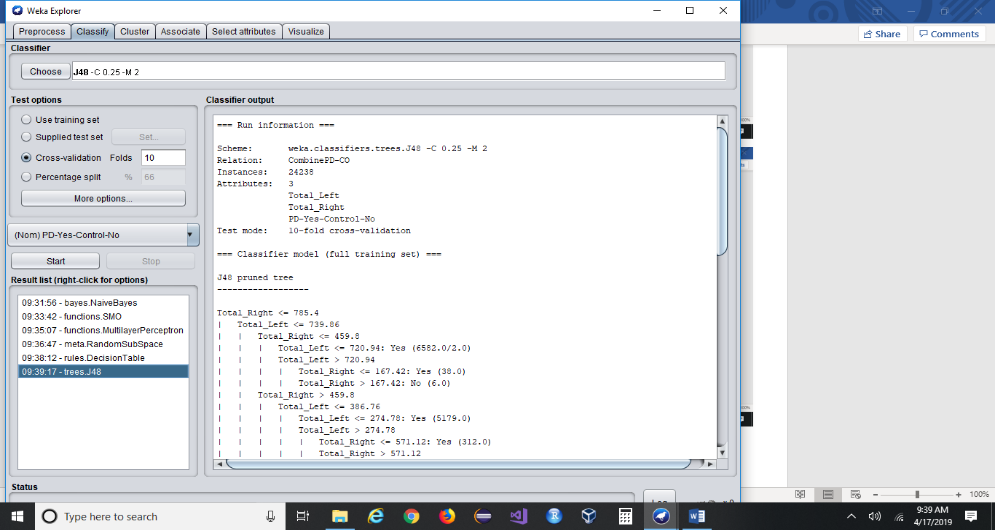 Weka Explorer
Share
Comments
Preprocess Classify Cluster Associate Select attributes Visualize
Classifier
Choose J48 -C 0.25 -M 2
Test options
Use training set
Supplied test set Set...
Cross-validation Folds 10
Percentage split % 66
More options...
(Nom) PD-Yes-Control-No
Start Stop
Result list (right-click for options)
09:31:56 - bayes.NaiveBayes
09:33:42 - functions.SMO
09:35:07 - functions.MultilayerPerceptron
09:36:47 - meta.RandomSubSpace
09:38:12 - rules.DecisionTable
09:39:17 - trees.J48
Classifier output
=== Run information ===
Scheme: weka.classifiers.trees.J48 -C 0.25 -M 2
Relation: CombinePD-CO
Instances: 24238
Attributes: 3
Total_Left
Total_Right
PD-Yes-Control-No
Test mode: 10-fold cross-validation
=== Classifier model (full training set) ===
J48 pruned tree
------------------
Total_Right <= 785.4
| Total_Left <= 739.86
| | Total_Right <= 459.8
| | | Total_Left <= 720.94: Yes (6582.0/2.0)
| | | Total_Left > 720.94
| | | | Total_Right <= 167.42: Yes (38.0)
| | | | Total_Right > 167.42: No (6.0)
| | Total_Right > 459.8
| | | Total_Left <= 386.76
| | | | Total_Left <= 274.78: Yes (5179.0)
| | | | Total_Left > 274.78
| | | | | Total_Right <= 571.12: Yes (312.0)
| | | | | Total_Right > 571.12
Status
100%
Type here to search
9:39 AM
4/17/2019